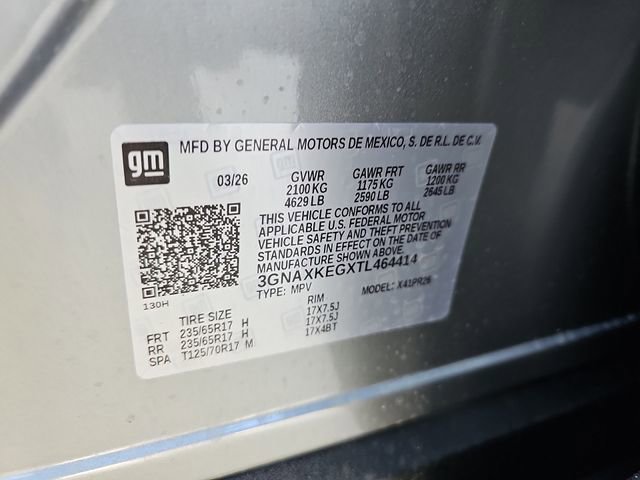 gm
MFD BY GENERAL MOTORS DE MEXICO, S. DE R.L. DE C.V.
03/26 GVWR GAWR FRT GAWR RR
2100 KG 1175 KG 1200 KG
4629 LB 2590 LB 2645 LB
THIS VEHICLE CONFORMS TO ALL
APPLICABLE U.S. FEDERAL MOTOR
VEHICLE SAFETY AND THEFT PREVENTION
STANDARDS IN EFFECT ON THE DATE OF
MANUFACTURE SHOWN ABOVE.
3GNAXKEGXTL464414
TYPE: MPV MODEL: X41PR26
130H
TIRE SIZE RIM
FRT 235/65R17 H 17X7.5J
RR 235/65R17 H 17X7.5J
SPA T125/70R17 M 17X4BT